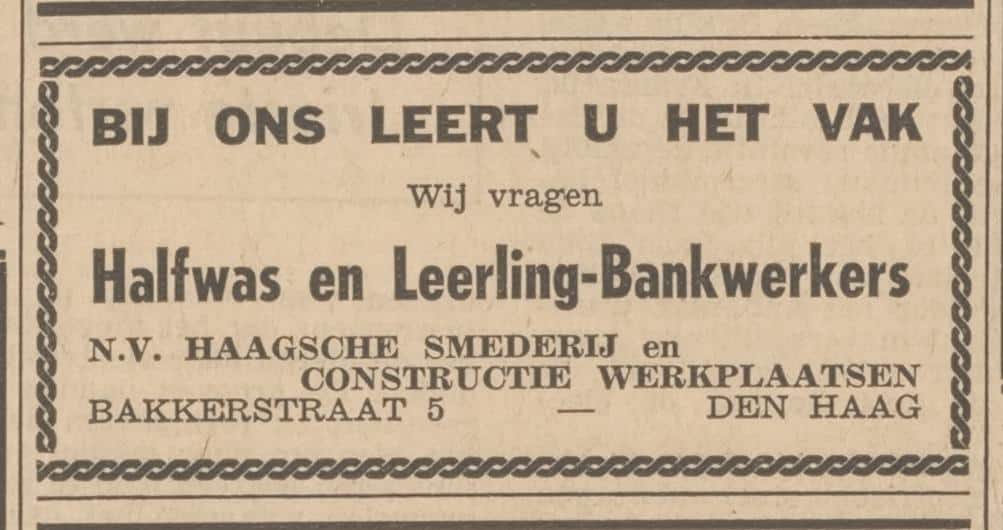 BIJ ONS LEERT U HET VAK
Wij vragen
Halfwas en Leerling-Bankwerkers
N.V. HAAGSCHE SMEDERIJ en
CONSTRUCTIE WERKPLAATSEN
BAKKERSTRAAT 5 — DEN HAAG